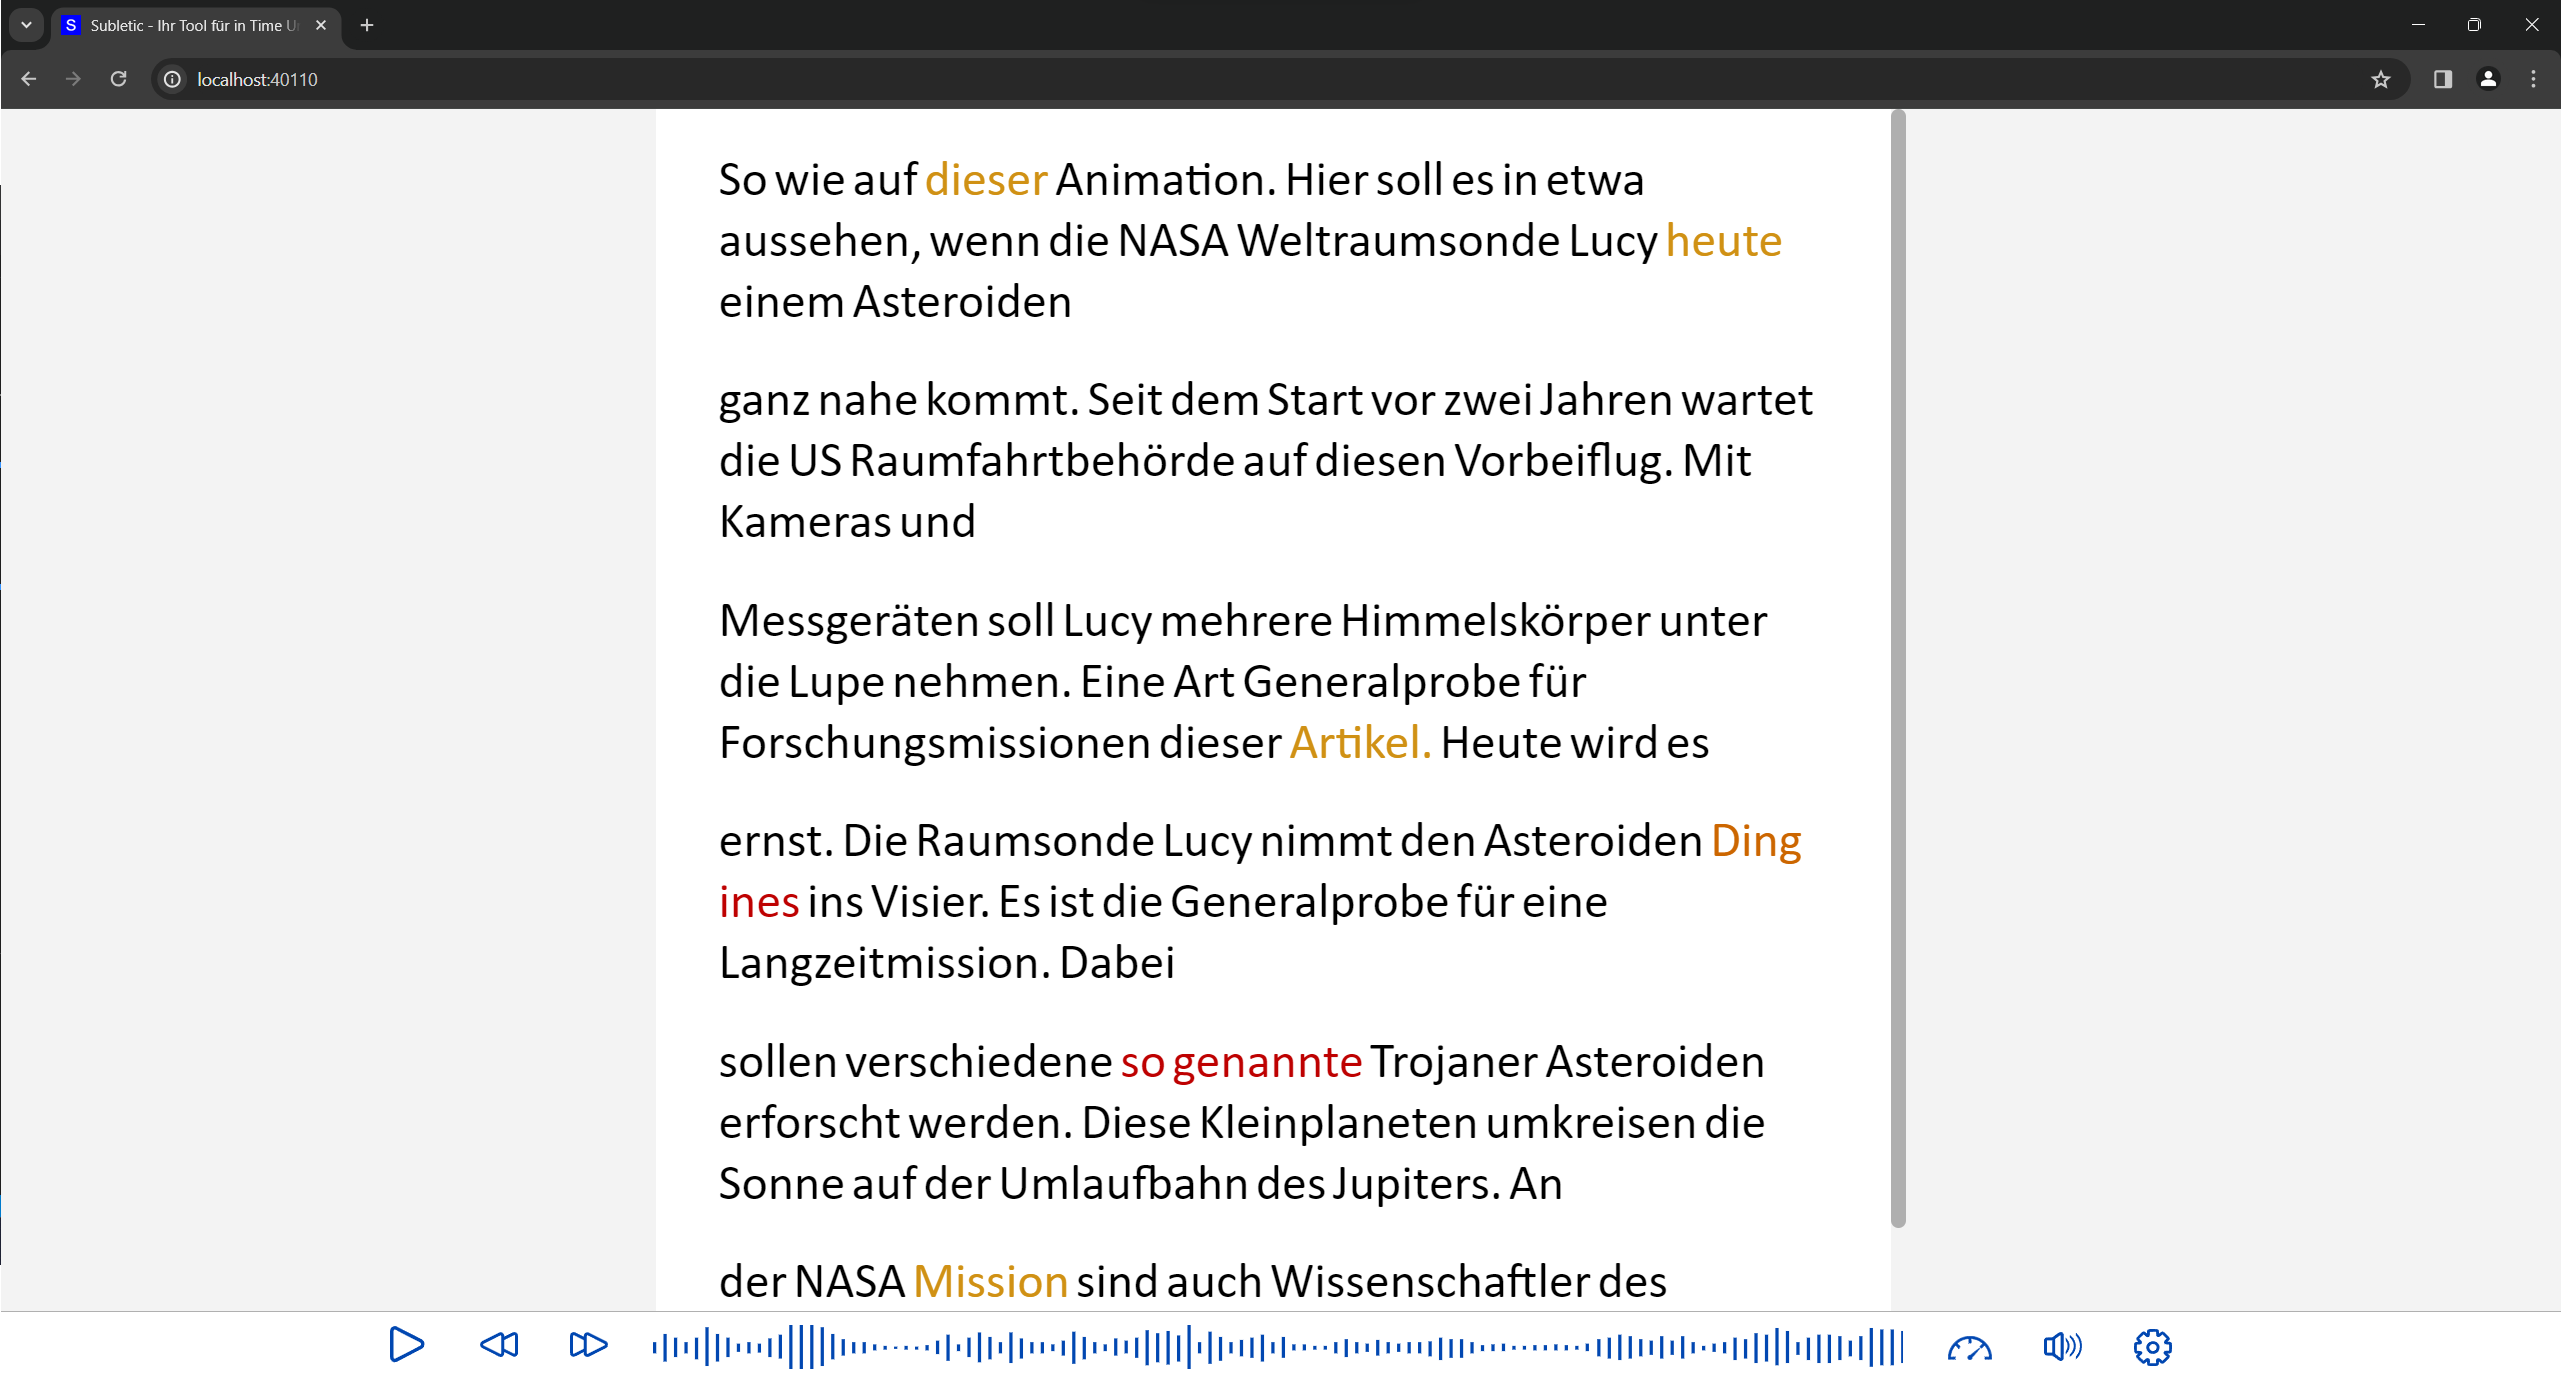 S Subletic - Ihr Tool für in Time U
localhost:40110
So wie auf dieser Animation. Hier soll es in etwa
aussehen, wenn die NASA Weltraumsonde Lucy heute
einem Asteroiden
ganz nahe kommt. Seit dem Start vor zwei Jahren wartet
die US Raumfahrtbehörde auf diesen Vorbeiflug. Mit
Kameras und
Messgeräten soll Lucy mehrere Himmelskörper unter
die Lupe nehmen. Eine Art Generalprobe für
Forschungsmissionen dieser Artikel. Heute wird es
ernst. Die Raumsonde Lucy nimmt den Asteroiden Ding
ines ins Visier. Es ist die Generalprobe für eine
Langzeitmission. Dabei
sollen verschiedene so genannte Trojaner Asteroiden
erforscht werden. Diese Kleinplaneten umkreisen die
Sonne auf der Umlaufbahn des Jupiters. An
der NASA Mission sind auch Wissenschaftler des